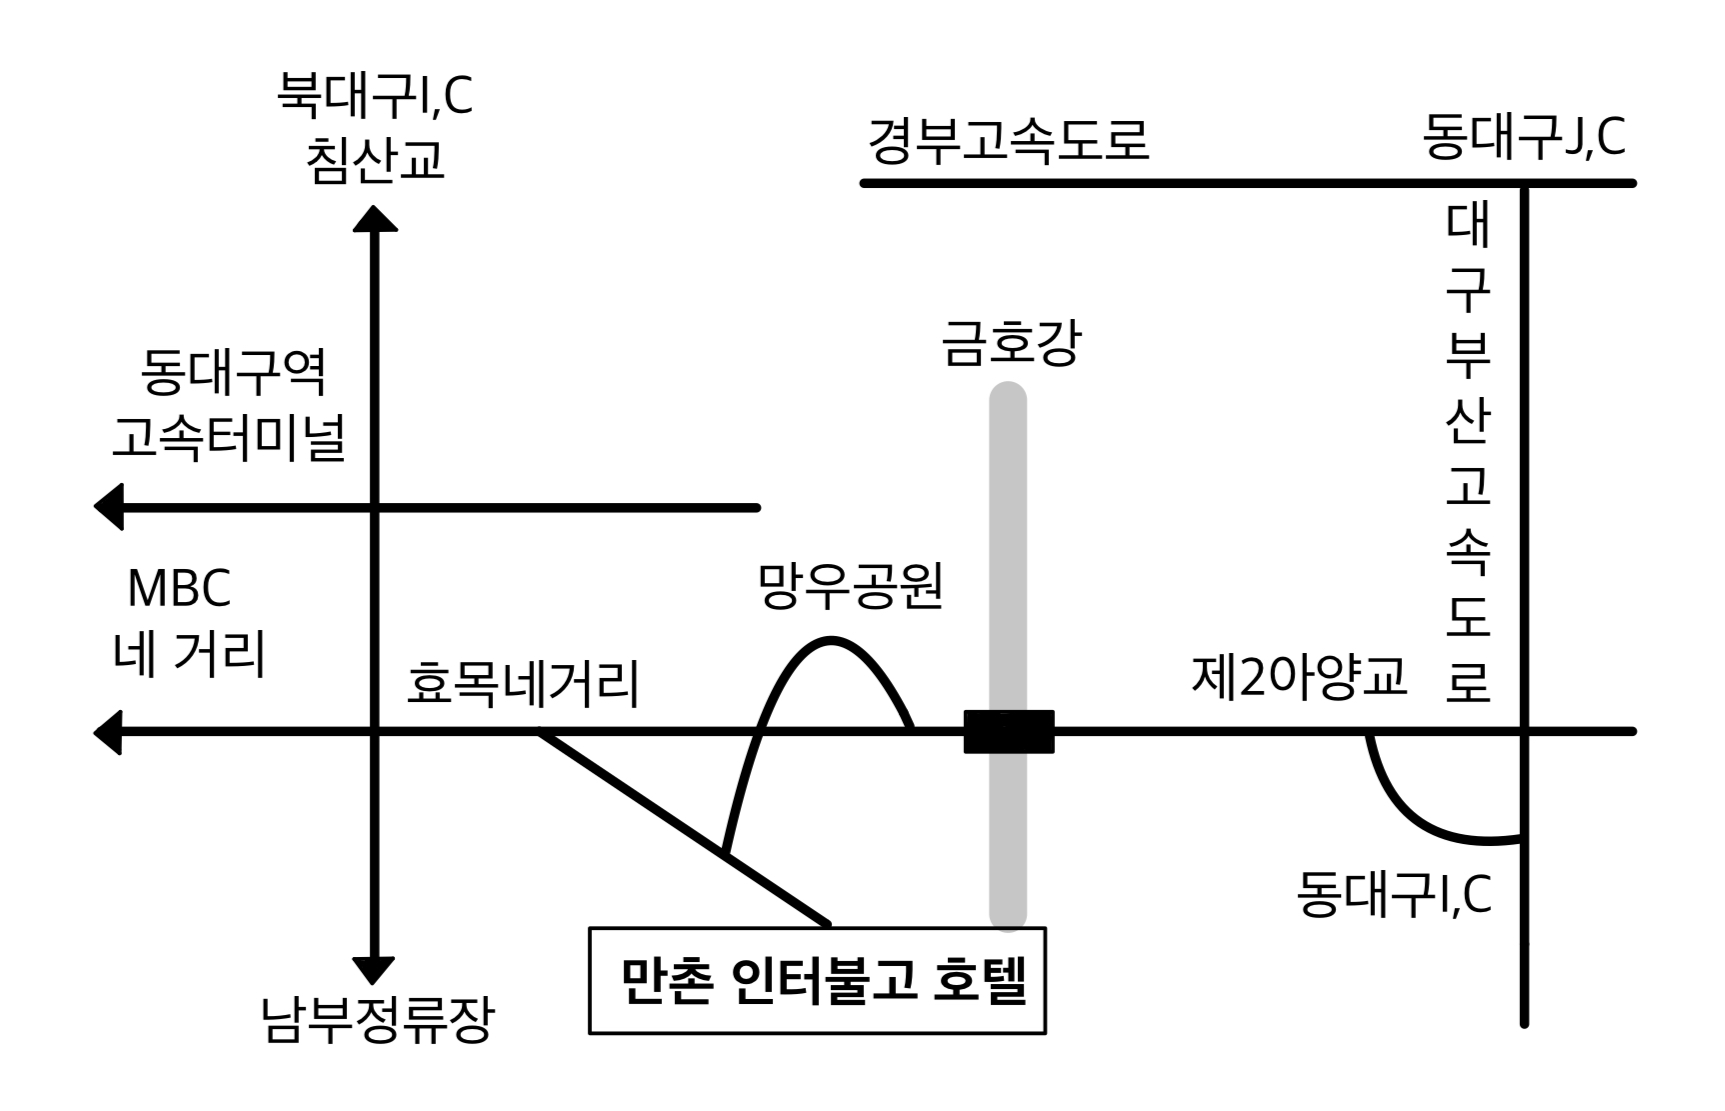 북대구I,C
침산교
경부고속도로
동대구J,C
대구부산고속도로
금호강
동대구역
고속터미널
MBC
네 거리
망우공원
효목네거리
제2아양교
동대구I,C
만촌 인터불고 호텔
남부정류장